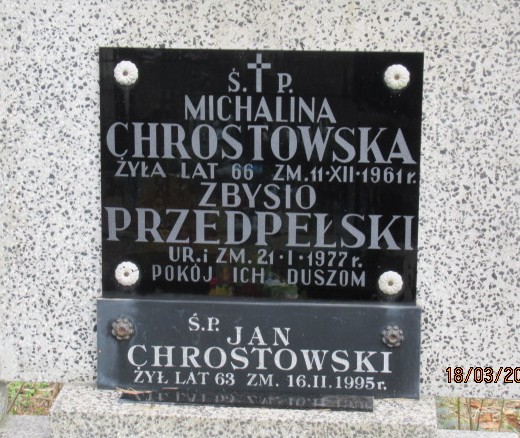 Ś. P.
MICHALINA
CHROSTOWSKA
ŻYŁA LAT 66 ZM. 11·XII·1961 r.
ZBYSIO
PRZEDPEŁSKI
UR. i ZM. 21·I·1977 r.
POKÓJ ICH DUSZOM
Ś.P.
JAN
CHROSTOWSKI
ŻYŁ LAT 63 ZM. 16.II.1995 r.
18/03/20